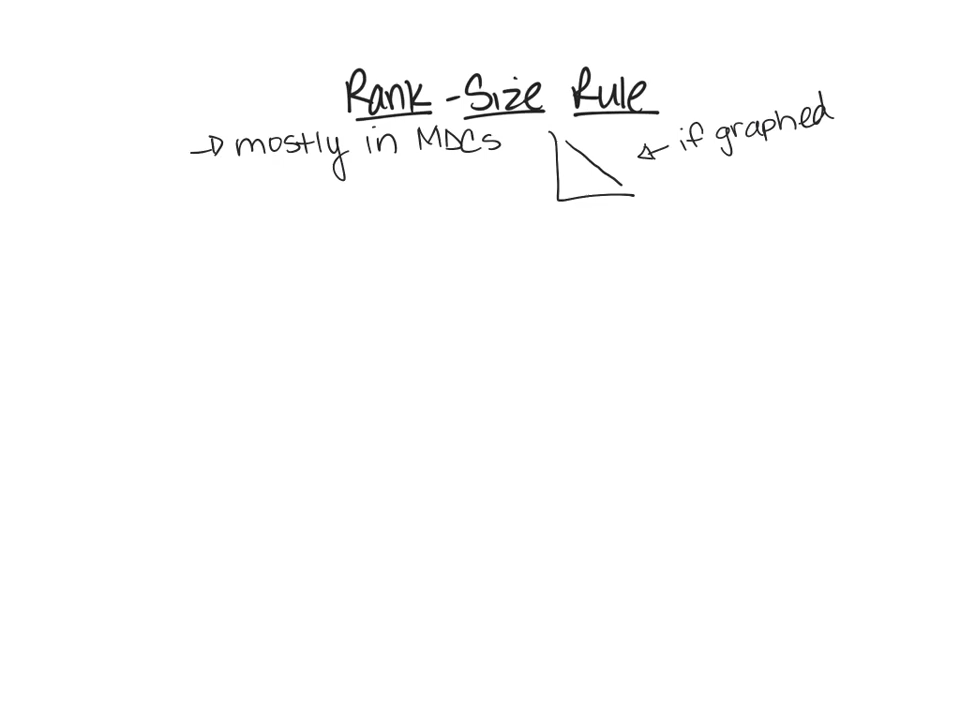 Rank-Size Rule
→ mostly in MDCs
← if graphed